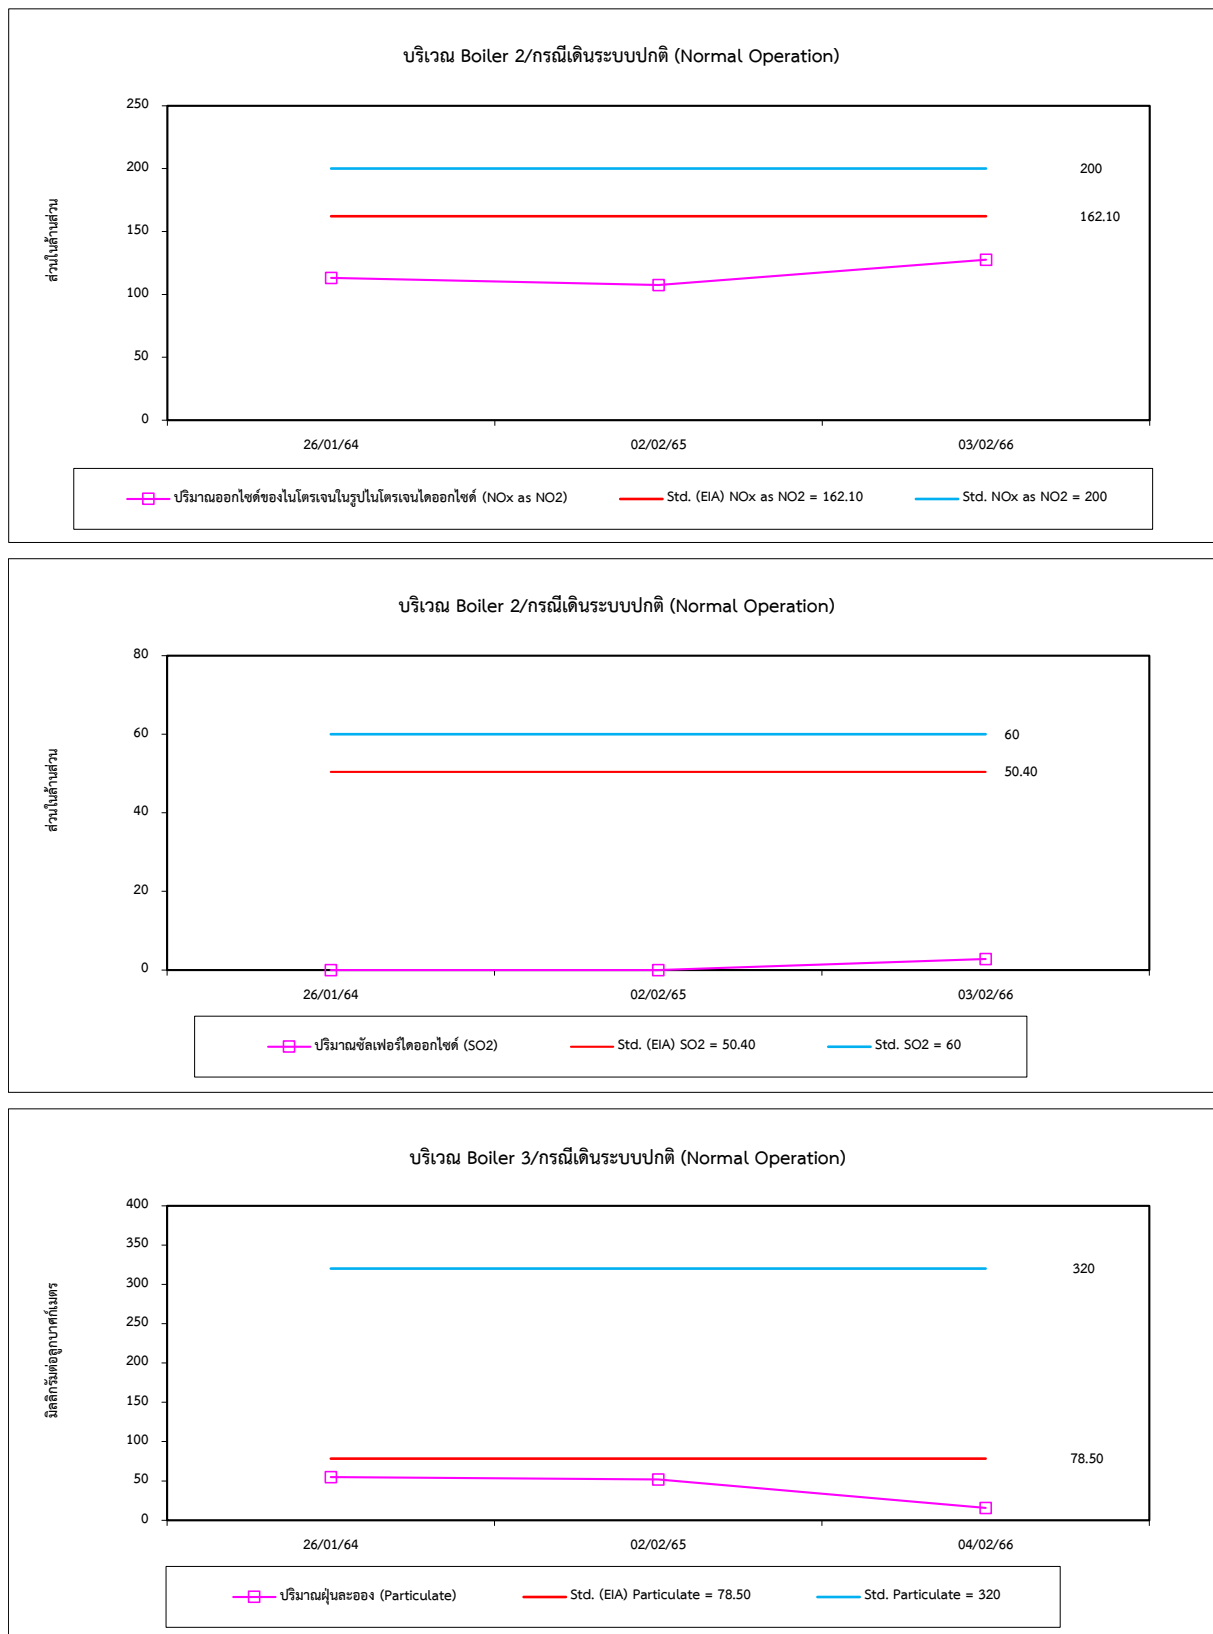 บริเวณ Boiler 2/กรณีเดินระบบปกติ (Normal Operation)
250
200
150
100
50
0
ส่วนในล้านส่วน
200
162.10
26/01/64 02/02/65 03/02/66
ปริมาณออกไซด์ของไนโตรเจนในรูปไนโตรเจนไดออกไซด์ (NOx as NO2) Std. (EIA) NOx as NO2 = 162.10 Std. NOx as NO2 = 200
บริเวณ Boiler 2/กรณีเดินระบบปกติ (Normal Operation)
80
60
40
20
0
ส่วนในล้านส่วน
60
50.40
26/01/64 02/02/65 03/02/66
ปริมาณซัลเฟอร์ไดออกไซด์ (SO2) Std. (EIA) SO2 = 50.40 Std. SO2 = 60
บริเวณ Boiler 3/กรณีเดินระบบปกติ (Normal Operation)
400
350
300
250
200
150
100
50
0
มิลลิกรัมต่อลูกบาศก์เมตร
320
78.50
26/01/64 02/02/65 04/02/66
ปริมาณฝุ่นละออง (Particulate) Std. (EIA) Particulate = 78.50 Std. Particulate = 320